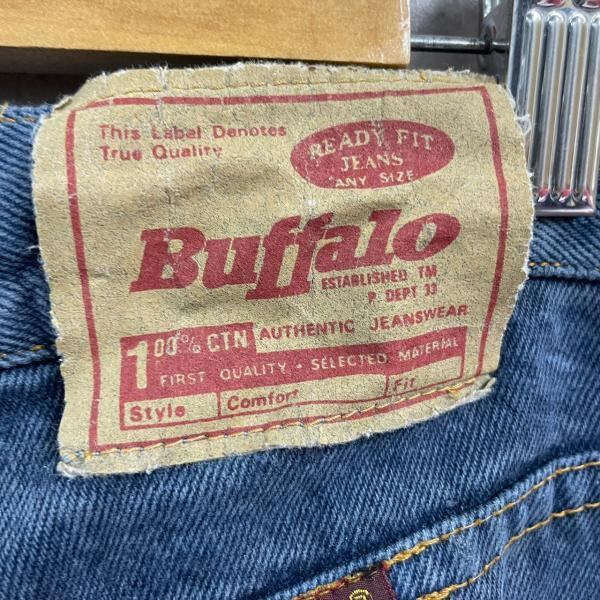 This Label Denotes
True Quality
READY FIT
JEANS
ANY SIZE
Buffalo
ESTABLISHED TM
P. DEPT 33
100% CTN AUTHENTIC JEANSWEAR
FIRST QUALITY • SELECTED MATERIAL
Style Comfort Fit